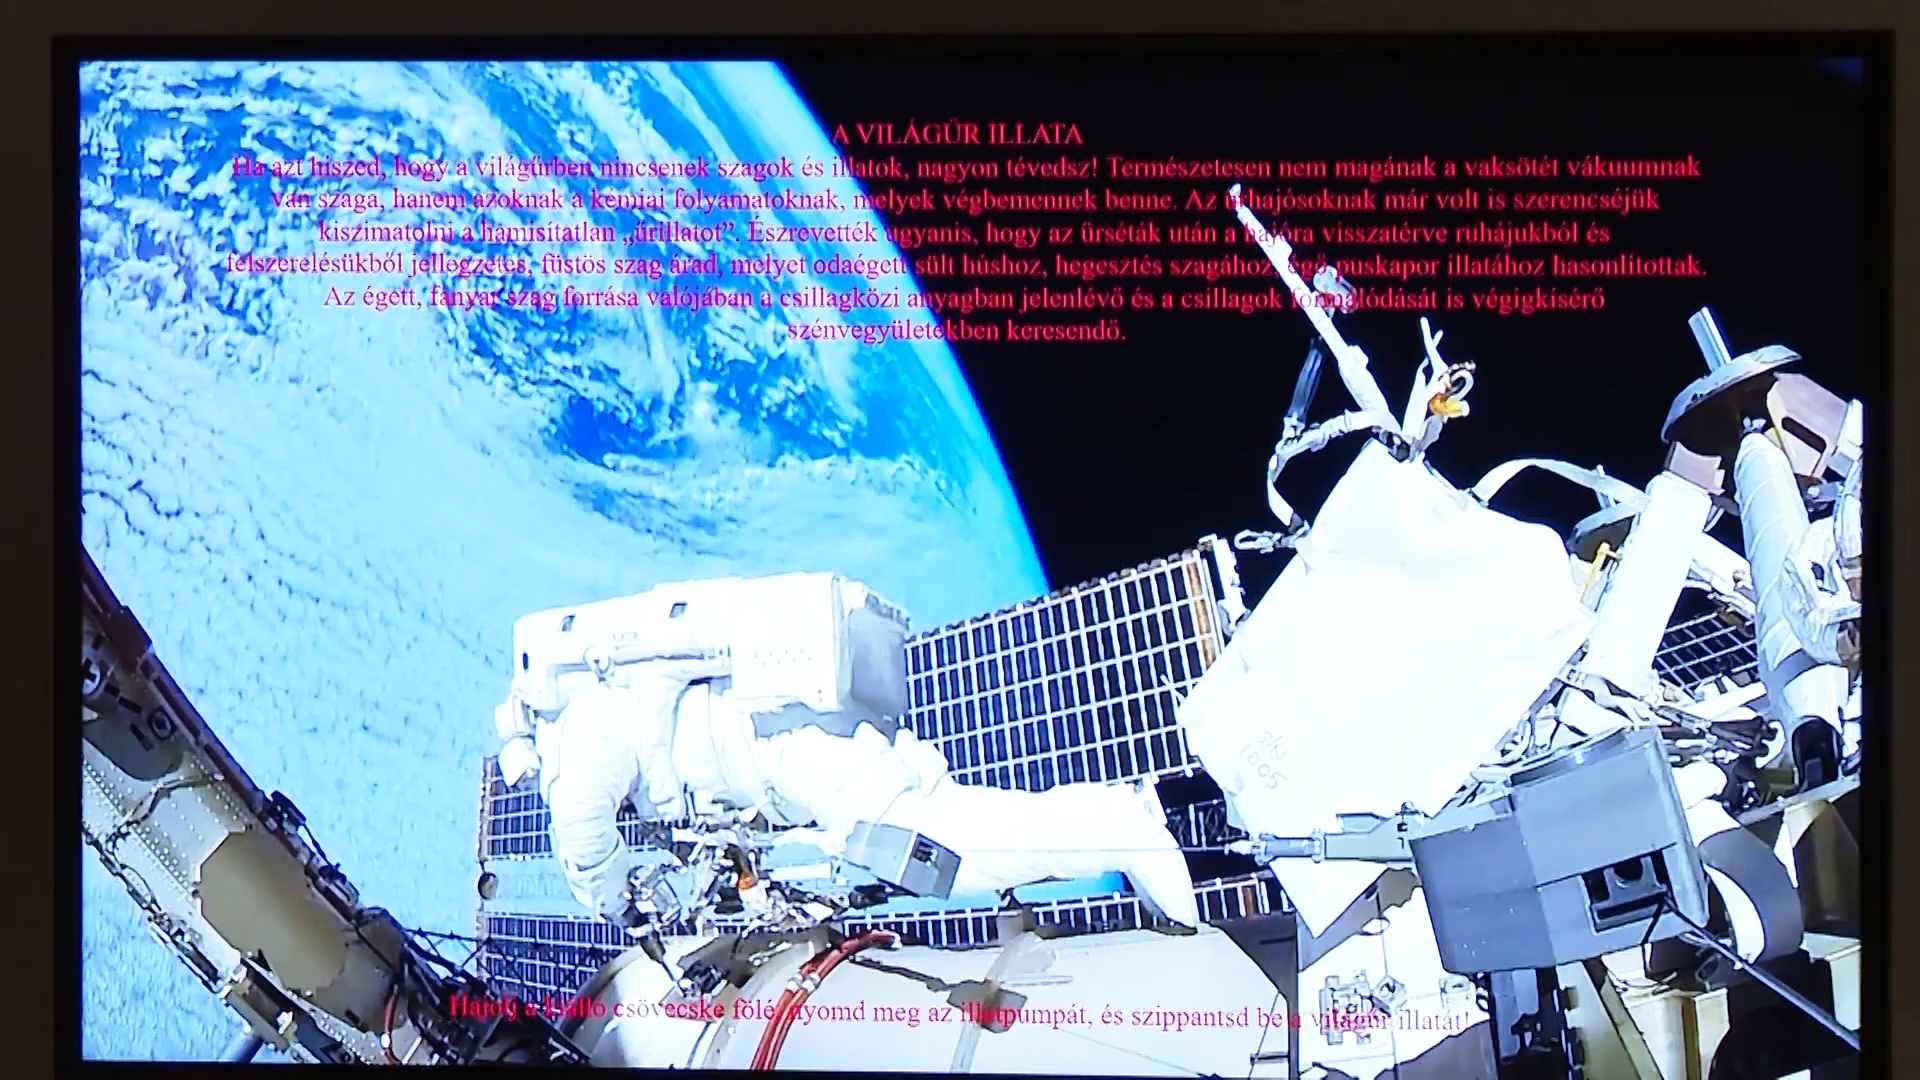 A VILÁGŰR ILLATA
Ha azt hiszed, hogy a világűrben nincsenek szagok és illatok, nagyon tévedsz! Természetesen nem magának a vaksötét vákuumnak
van szaga, hanem azoknak a kémiai folyamatoknak, melyek végbemennek benne. Az űrhajósoknak már volt is szerencséjük
kiszimatolni a hamisítatlan „űrillatot”. Észrevették ugyanis, hogy az űrséták után a hajóra visszatérve ruhájukból és
felszerelésükből jellegzetes, füstös szag árad, melyet odaégett sült húshoz, hegesztés szagához, égő puskapor illatához hasonlítottak.
Az égett, fanyar szag forrása valójában a csillagközi anyagban jelenlévő és a csillagok formálódását is végigkísérő
szénvegyületekben keresendő.
16
S/N
1005
Hajolj a kiálló csövecske fölé, nyomd meg az illatpumpát, és szippantsd be a világűr illatát!